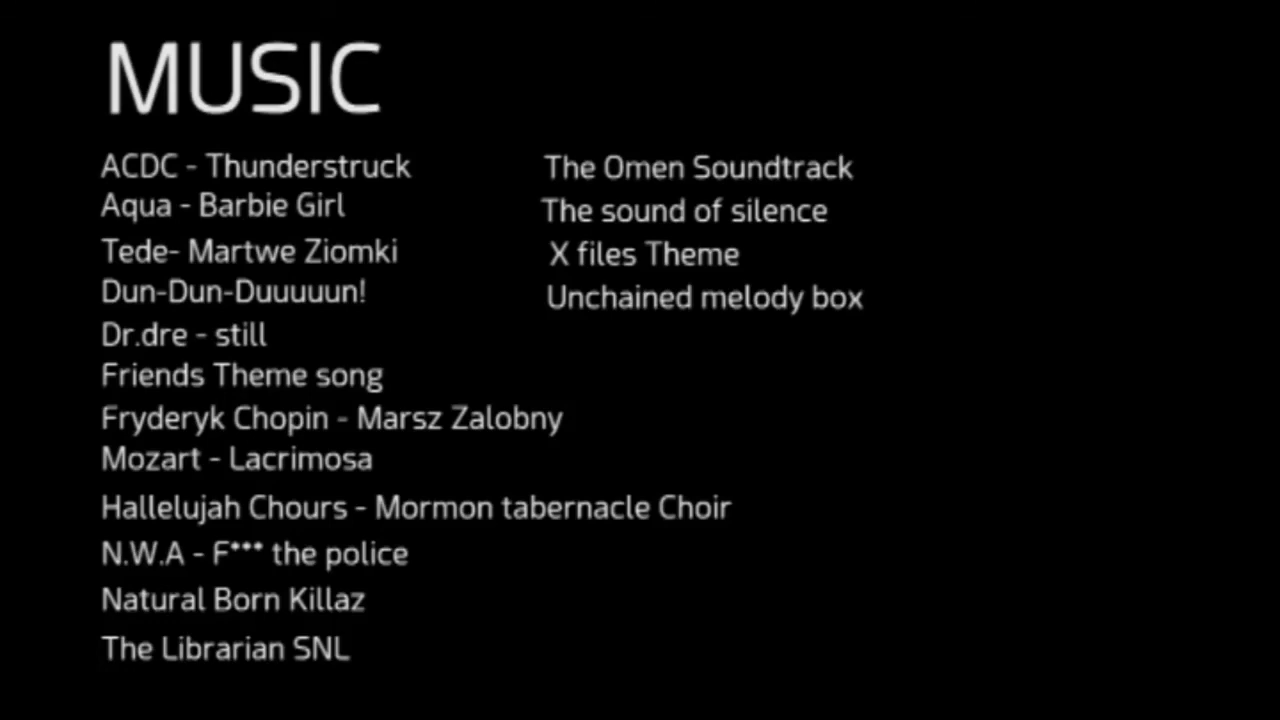 MUSIC
ACDC - Thunderstruck
Aqua - Barbie Girl
Tede- Martwe Ziomki
Dun-Dun-Duuuuun!
Dr.dre - still
Friends Theme song
Fryderyk Chopin - Marsz Zalobny
Mozart - Lacrimosa
Hallelujah Chours - Mormon tabernacle Choir
N.W.A - F*** the police
Natural Born Killaz
The Librarian SNL
The Omen Soundtrack
The sound of silence
X files Theme
Unchained melody box